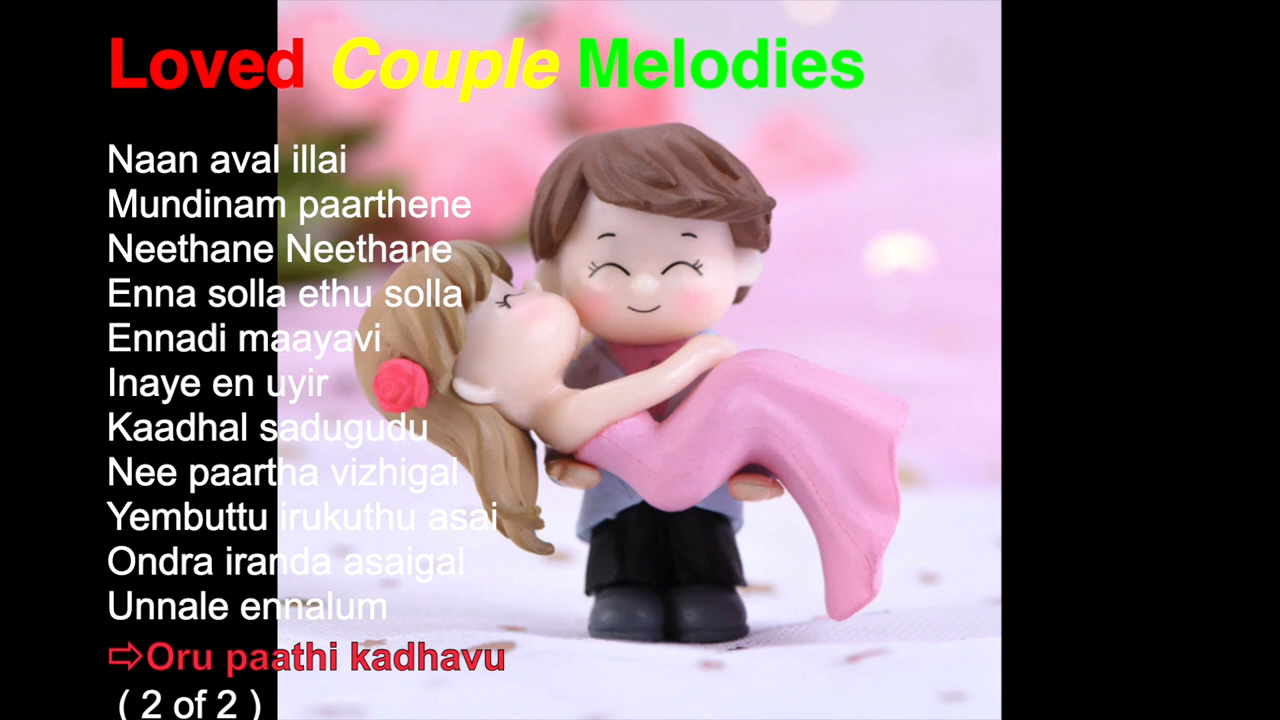 Loved Couple Melodies
Naan aval illai
Mundinam paarthene
Neethane Neethane
Enna solla ethu solla
Ennadi maayavi
Inaye en uyir
Kaadhal sadugudu
Nee paartha vizhigal
Yembuttu irukuthu asai
Ondra iranda asaigal
Unnale ennalum
⇨Oru paathi kadhavu
( 2 of 2 )